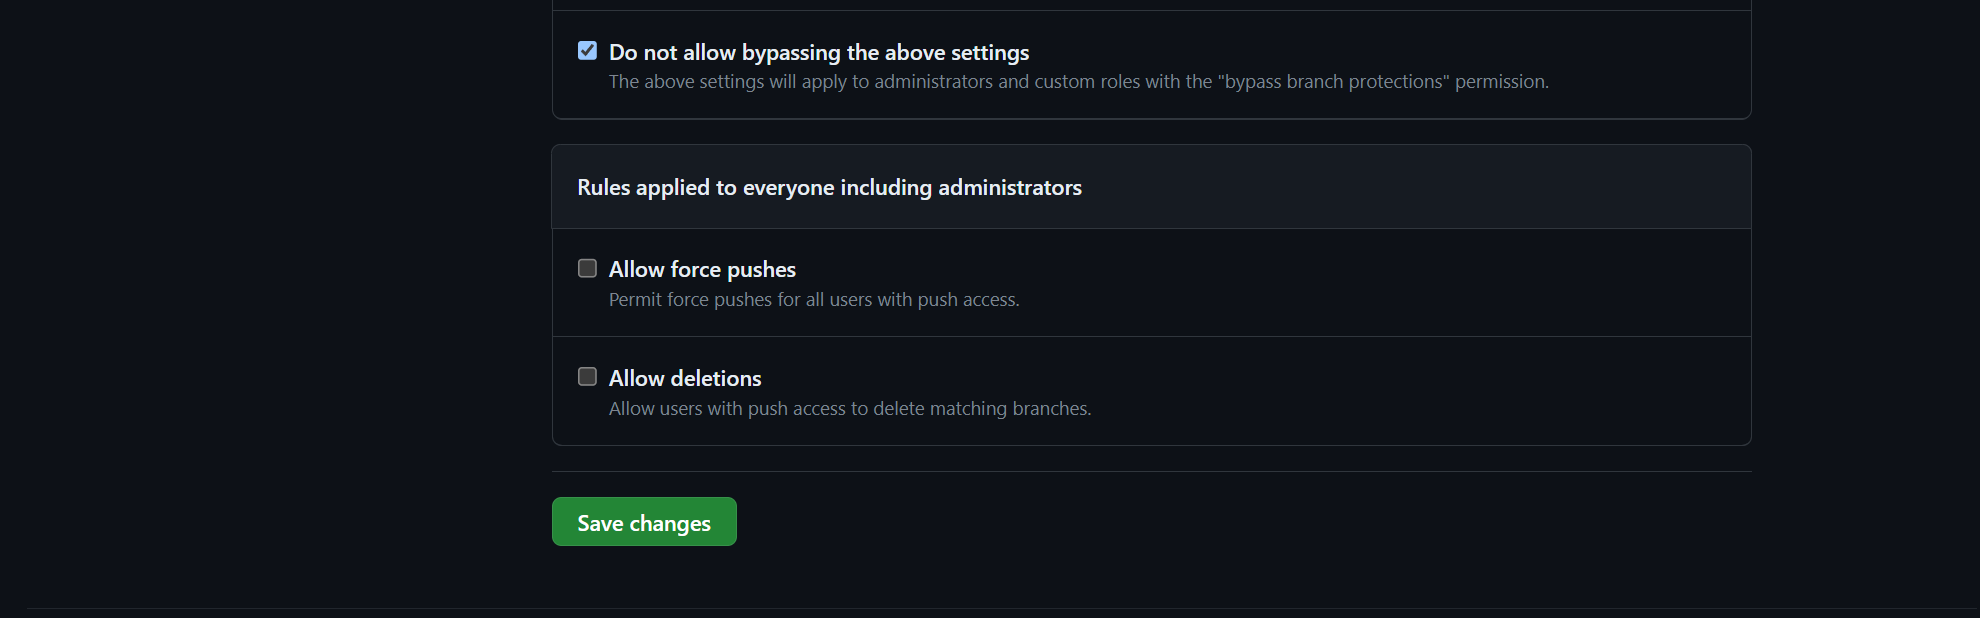 Do not allow bypassing the above settings
The above settings will apply to administrators and custom roles with the "bypass branch protections" permission.
Rules applied to everyone including administrators
Allow force pushes
Permit force pushes for all users with push access.
Allow deletions
Allow users with push access to delete matching branches.
Save changes